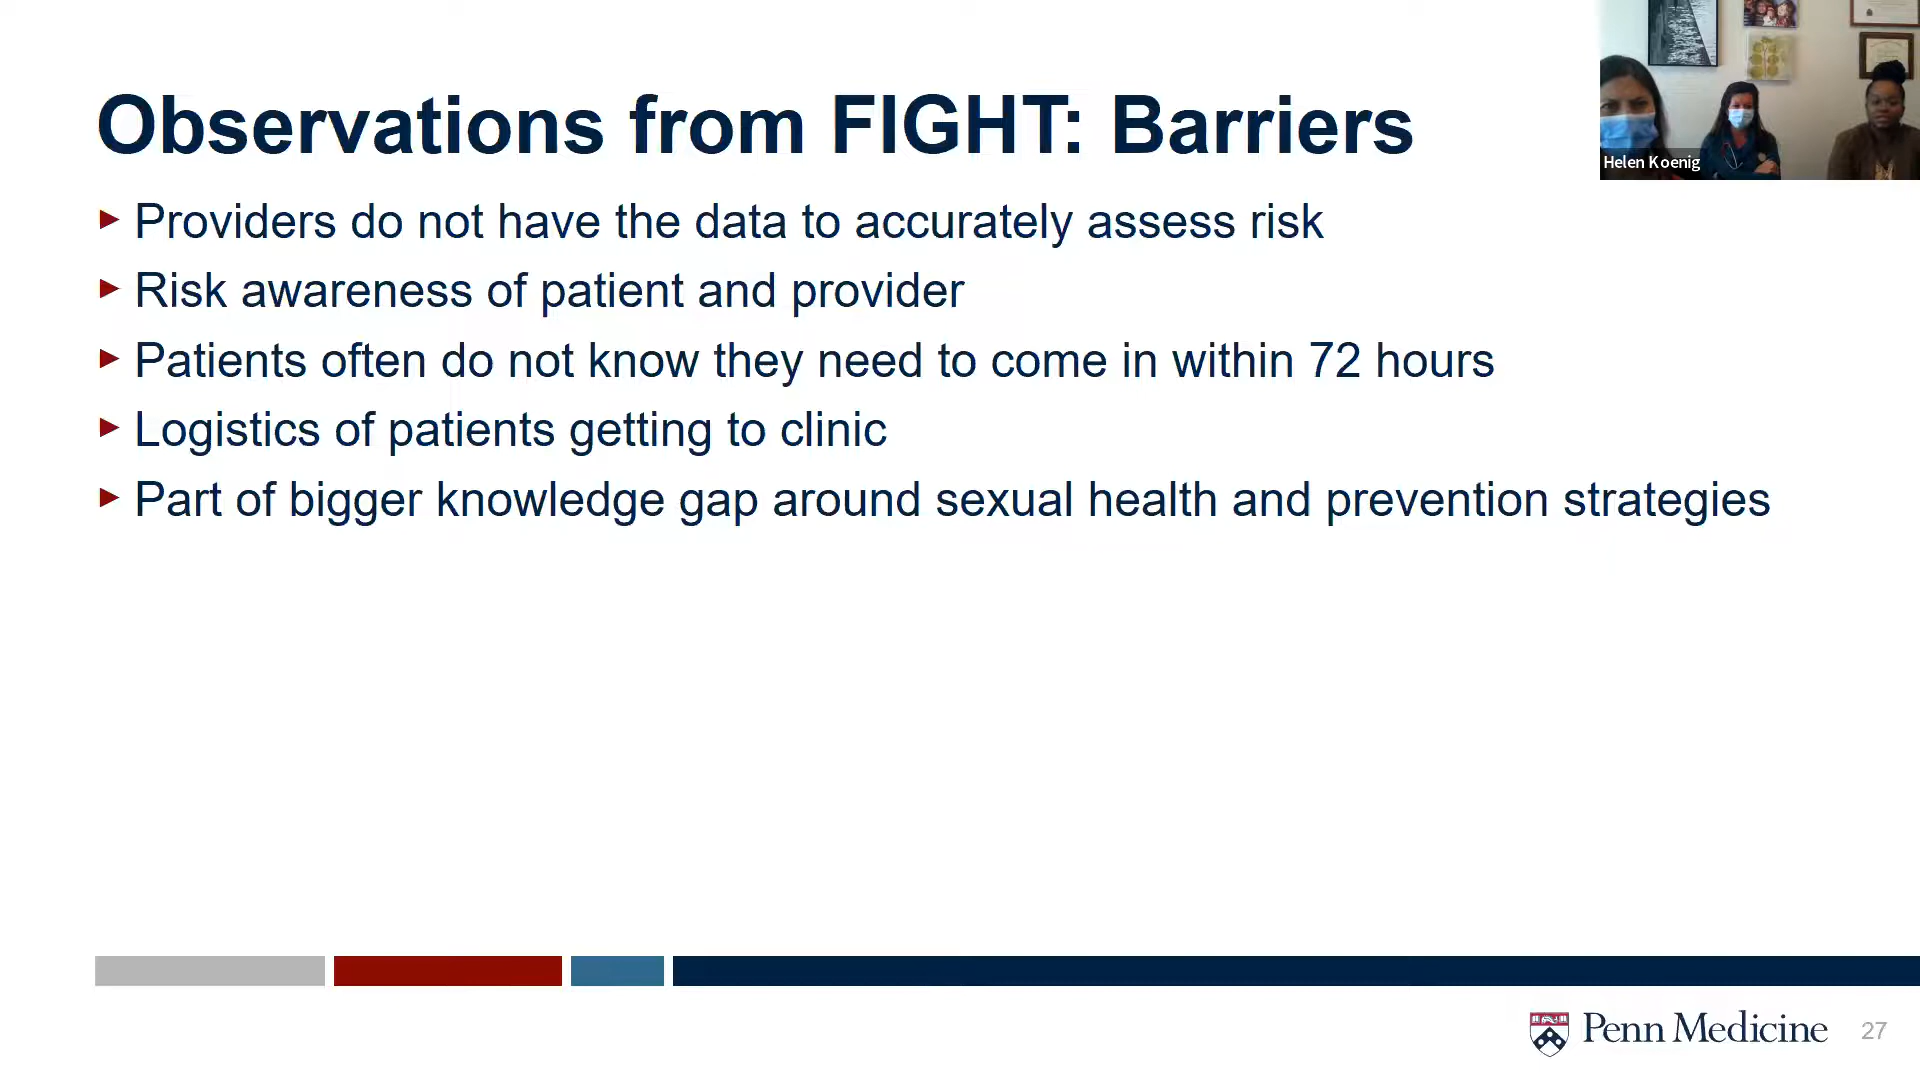 Observations from FIGHT: Barriers
Helen Koenig
Providers do not have the data to accurately assess risk
Risk awareness of patient and provider
Patients often do not know they need to come in within 72 hours
Logistics of patients getting to clinic
Part of bigger knowledge gap around sexual health and prevention strategies
Penn Medicine
27